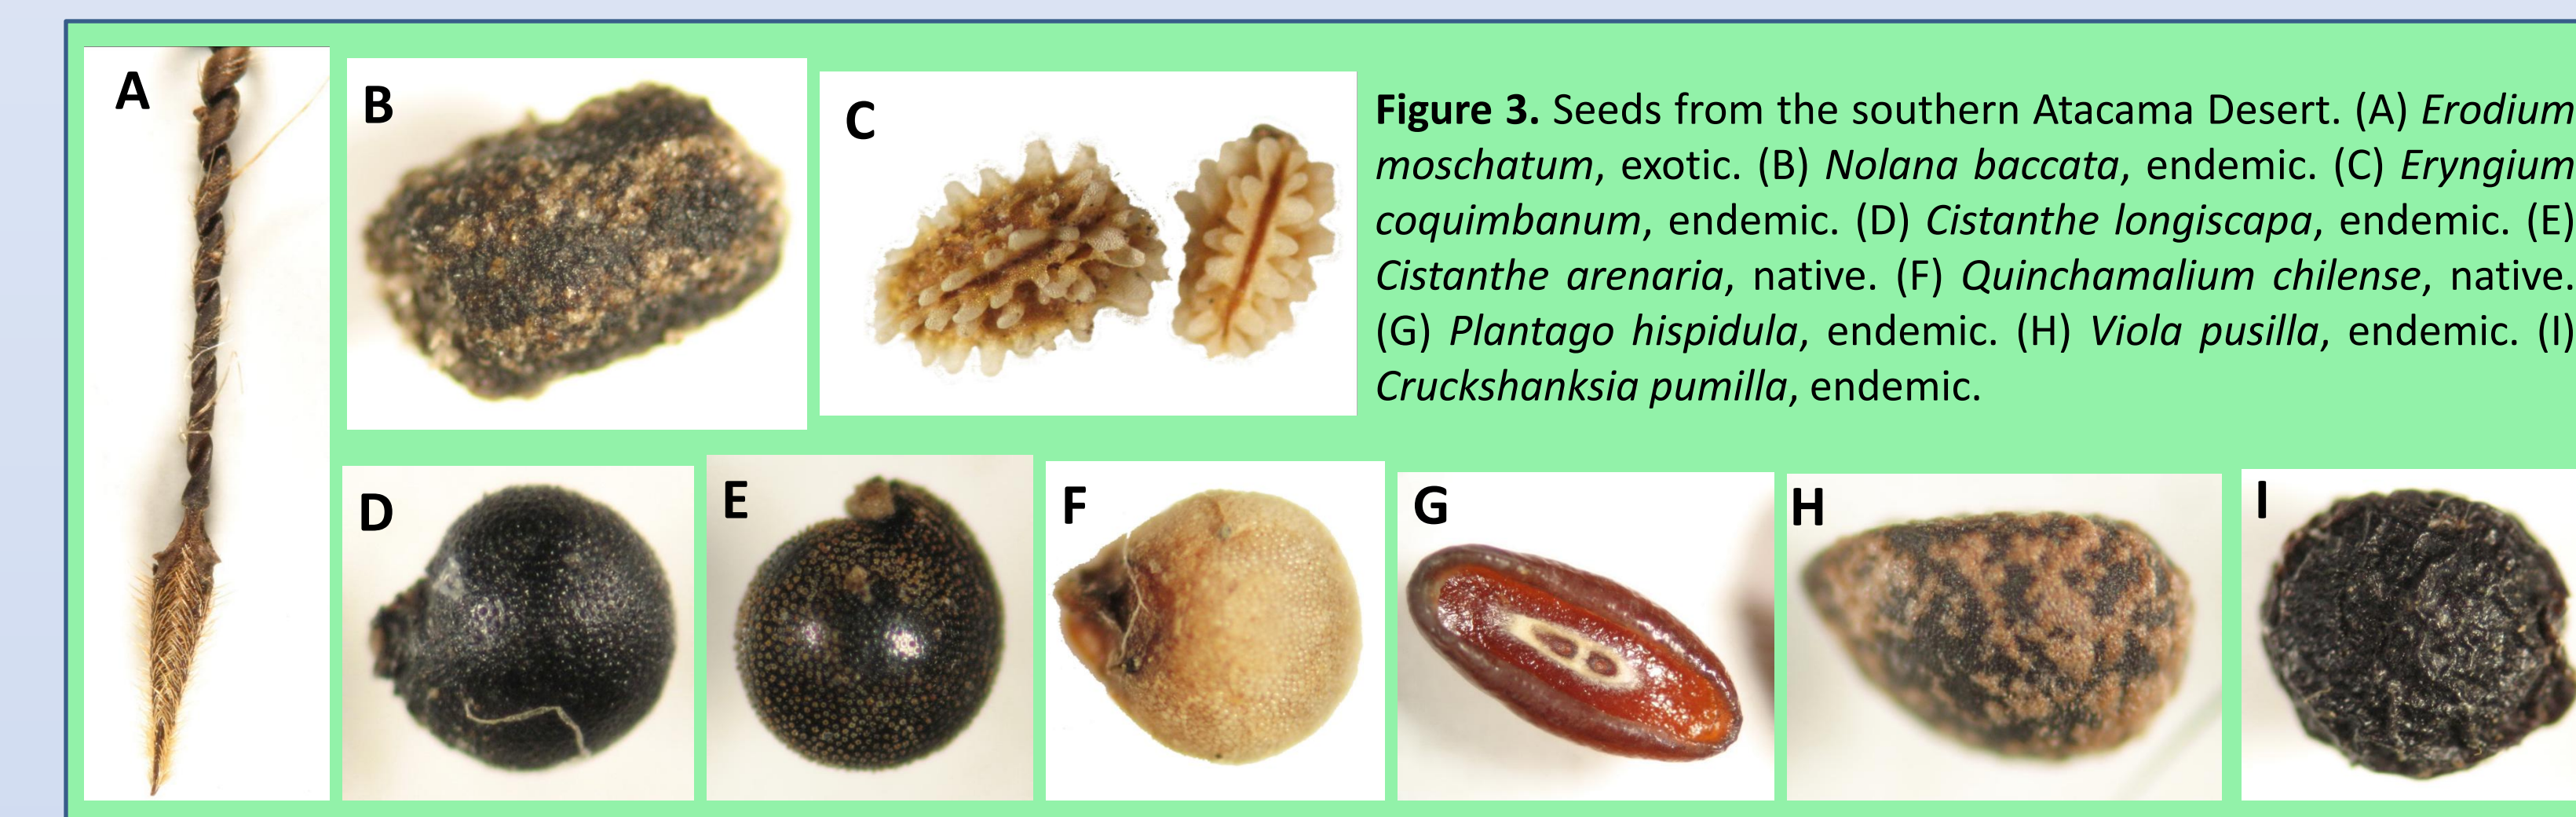 A
B
C
Figure 3. Seeds from the southern Atacama Desert. (A) Erodium
moschatum, exotic. (B) Nolana baccata, endemic. (C) Eryngium
coquimbanum, endemic. (D) Cistanthe longiscapa, endemic. (E)
Cistanthe arenaria, native. (F) Quinchamalium chilense, native.
(G) Plantago hispidula, endemic. (H) Viola pusilla, endemic. (I)
Cruckshanksia pumilla, endemic.
D
E
F
G
H
I